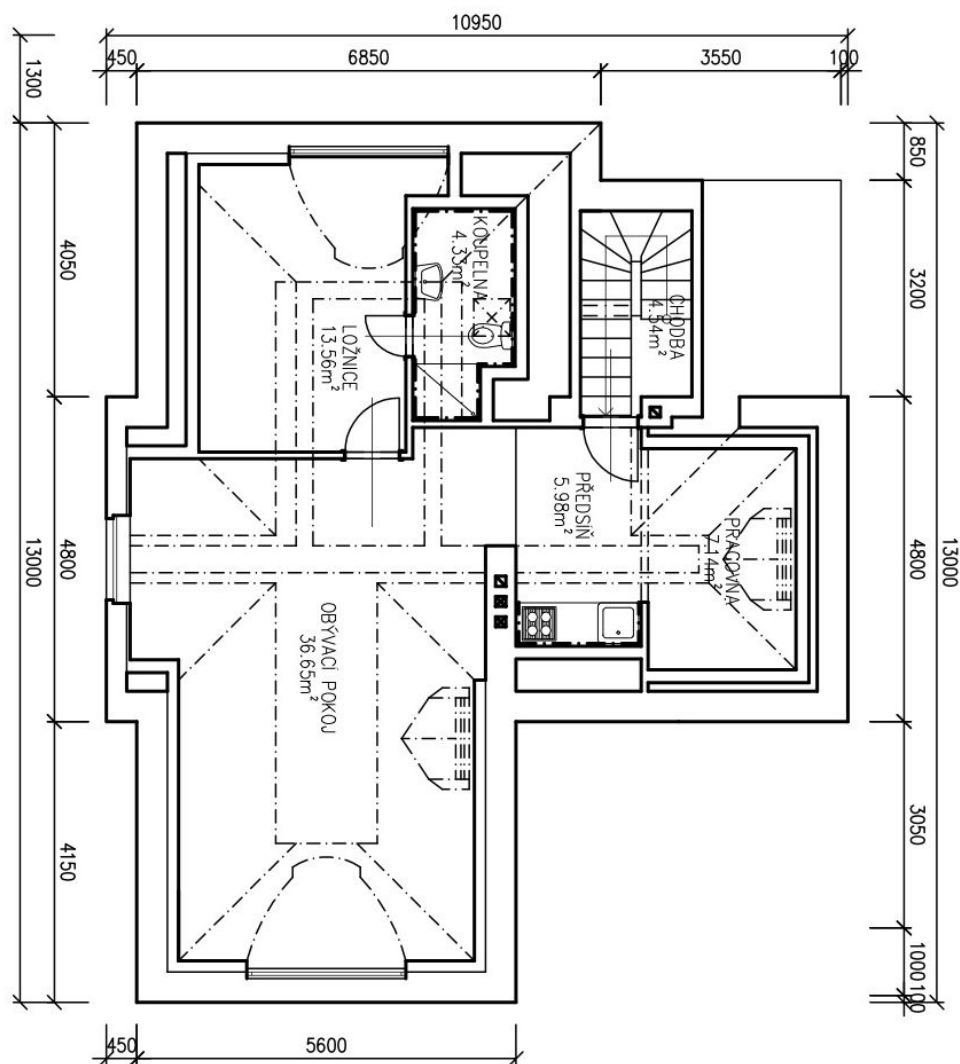 10950
450
6850
3550
100
1300
4050
4800
13000
4150
850
3200
4800
13000
3050
1000
100
KOUPELNA
4.33m²
CHODBA
4.54m²
LOŽNICE
13.56m²
PŘEDSÍŇ
5.98m²
PRACOVNA
7.14m²
OBÝVACÍ POKOJ
36.65m²
450
5600